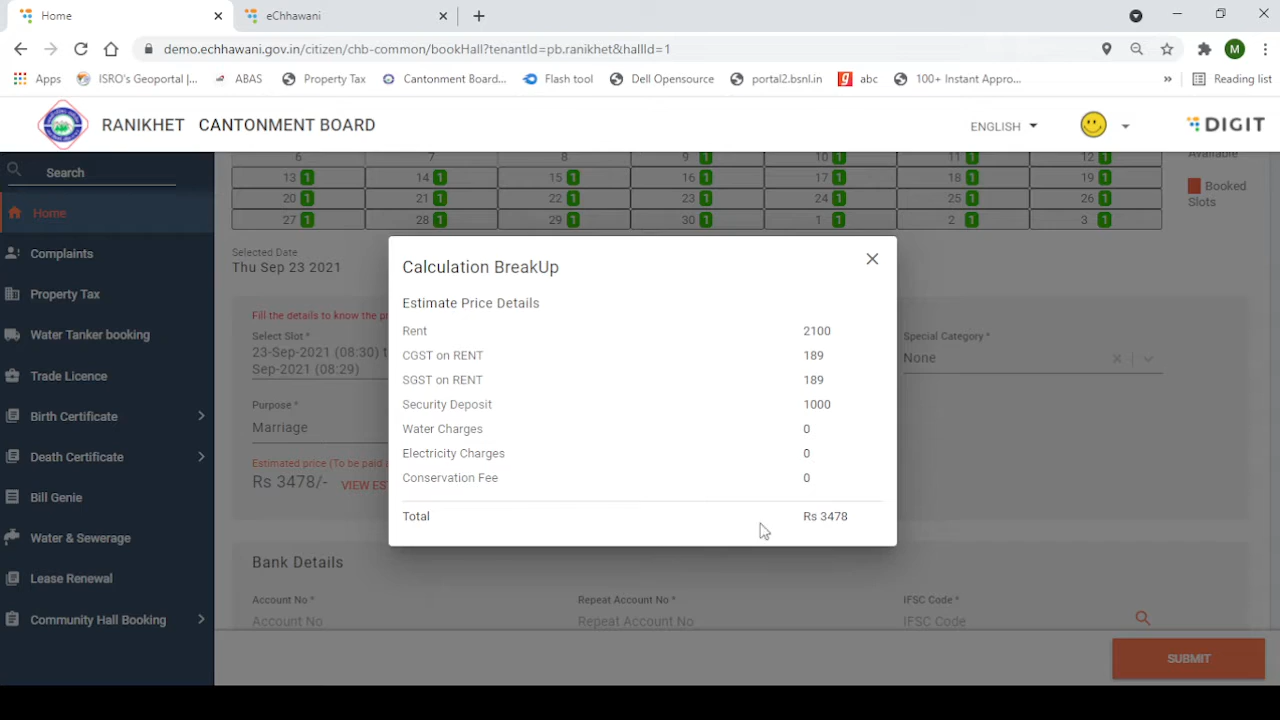 Home
eChhawani
demo.echhawani.gov.in/citizen/chb-common/bookHall?tenantId=pb.ranikhet&hallId=1
M
Apps ISRO's Geoportal |... ABAS Property Tax Cantonment Board... Flash tool Dell Opensource portal2.bsnl.in abc 100+ Instant Appro... » Reading list
RANIKHET CANTONMENT BOARD
ENGLISH
DIGIT
Search
Home
Complaints
Property Tax
Water Tanker booking
Trade Licence
Birth Certificate
Death Certificate
Bill Genie
Water & Sewerage
Lease Renewal
Community Hall Booking
6 7 8 9 1 10 1 11 1 12 1
13 1 14 1 15 1 16 1 17 1 18 1 19 1
20 1 21 1 22 1 23 1 24 1 25 1 26 1
27 1 28 1 29 1 30 1 1 1 2 1 3 1
Available
Booked
Slots
Selected Date
Thu Sep 23 2021
Fill the details to know the pr
Select Slot *
23-Sep-2021 (08:30) t
Sep-2021 (08:29)
Special Category *
None
Purpose *
Marriage
Estimated price (To be paid a
Rs 3478/- VIEW ES
Calculation BreakUp
Estimate Price Details
Rent 2100
CGST on RENT 189
SGST on RENT 189
Security Deposit 1000
Water Charges 0
Electricity Charges 0
Conservation Fee 0
Total Rs 3478
Bank Details
Account No * Repeat Account No * IFSC Code *
Account No Repeat Account No IFSC Code
SUBMIT